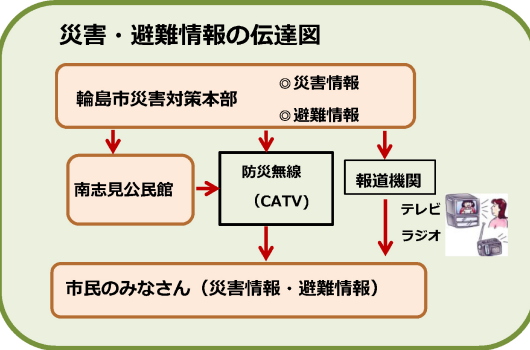 災害・避難情報の伝達図
◎災害情報
輪島市災害対策本部
◎避難情報
南志見公民館
防災無線
（CATV）
報道機関
テレビ
ラジオ
市民のみなさん（災害情報・避難情報）